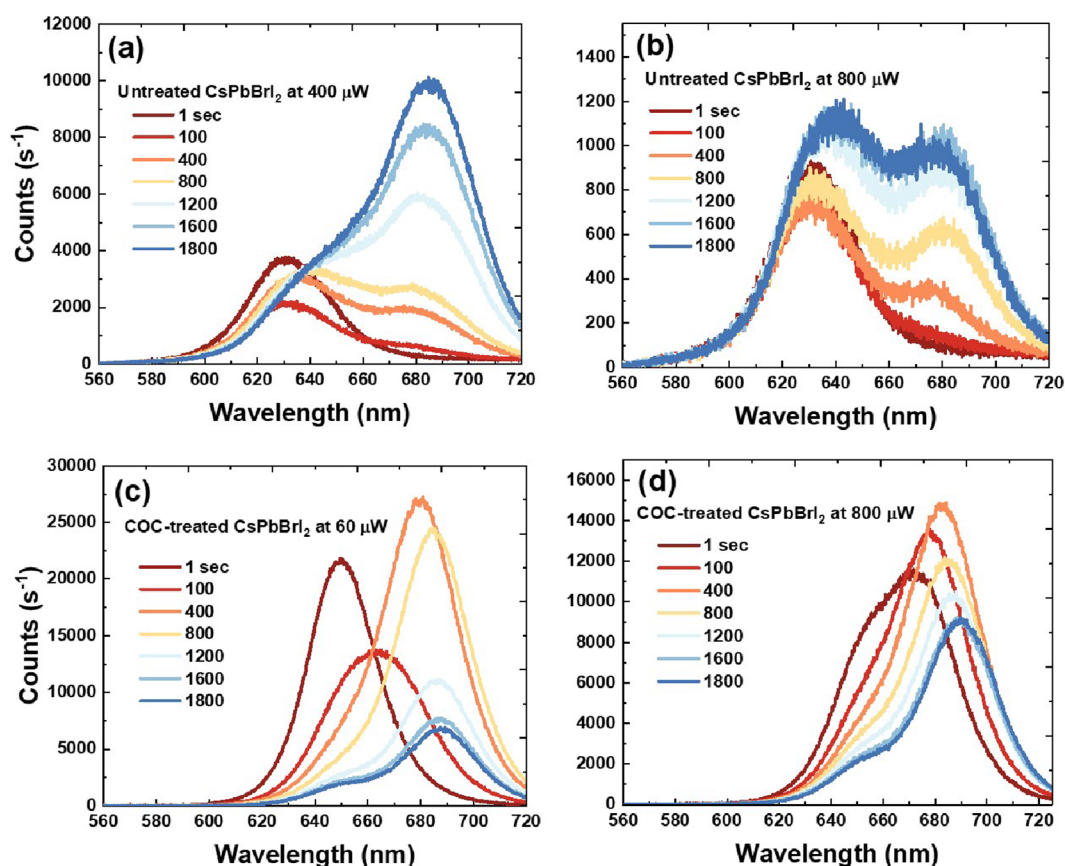 (a)
Untreated CsPbBrI2 at 400 μW
1 sec
100
400
800
1200
1600
1800
12000
10000
8000
6000
4000
2000
0
Counts (s-1)
560 580 600 620 640 660 680 700 720
Wavelength (nm)
(b)
Untreated CsPbBrI2 at 800 μW
1 sec
100
400
800
1200
1600
1800
1400
1200
1000
800
600
400
200
0
560 580 600 620 640 660 680 700 720
Wavelength (nm)
(c)
COC-treated CsPbBrI2 at 60 μW
1 sec
100
400
800
1200
1600
1800
30000
25000
20000
15000
10000
5000
0
Counts (s-1)
560 580 600 620 640 660 680 700 720
Wavelength (nm)
(d)
COC-treated CsPbBrI2 at 800 μW
1 sec
100
400
800
1200
1600
1800
16000
14000
12000
10000
8000
6000
4000
2000
0
560 580 600 620 640 660 680 700 720
Wavelength (nm)